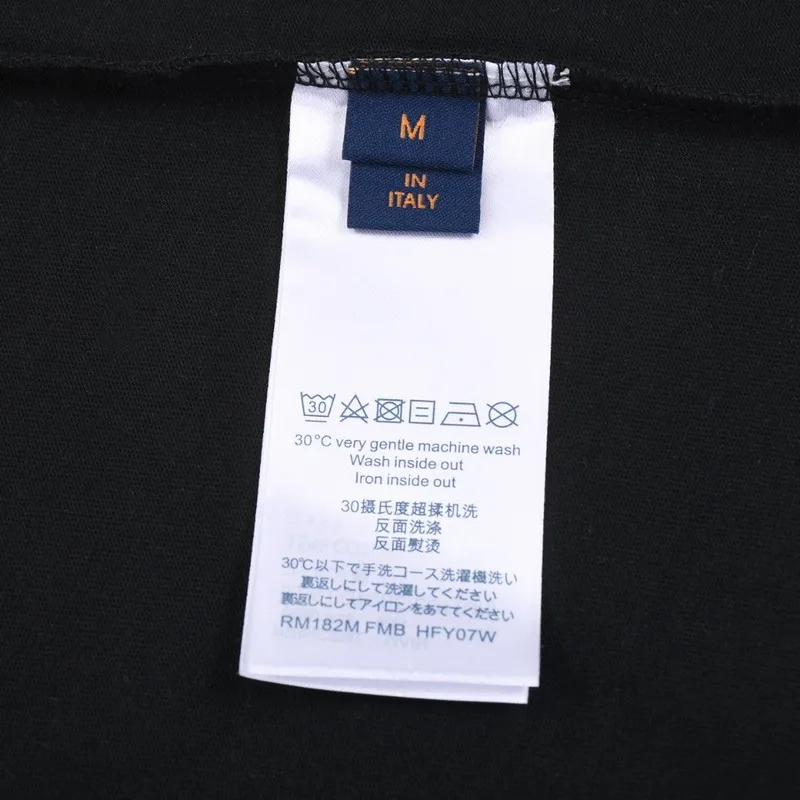 M
IN
ITALY
30
30°C very gentle machine wash
Wash inside out
Iron inside out
30摄氏度超揉机洗
反面洗涤
反面熨烫
30℃以下で手洗コース洗濯機洗い
裏返しにして洗濯してください
裏返しにしてアイロンをあててください
RM182M FMB HFY07W